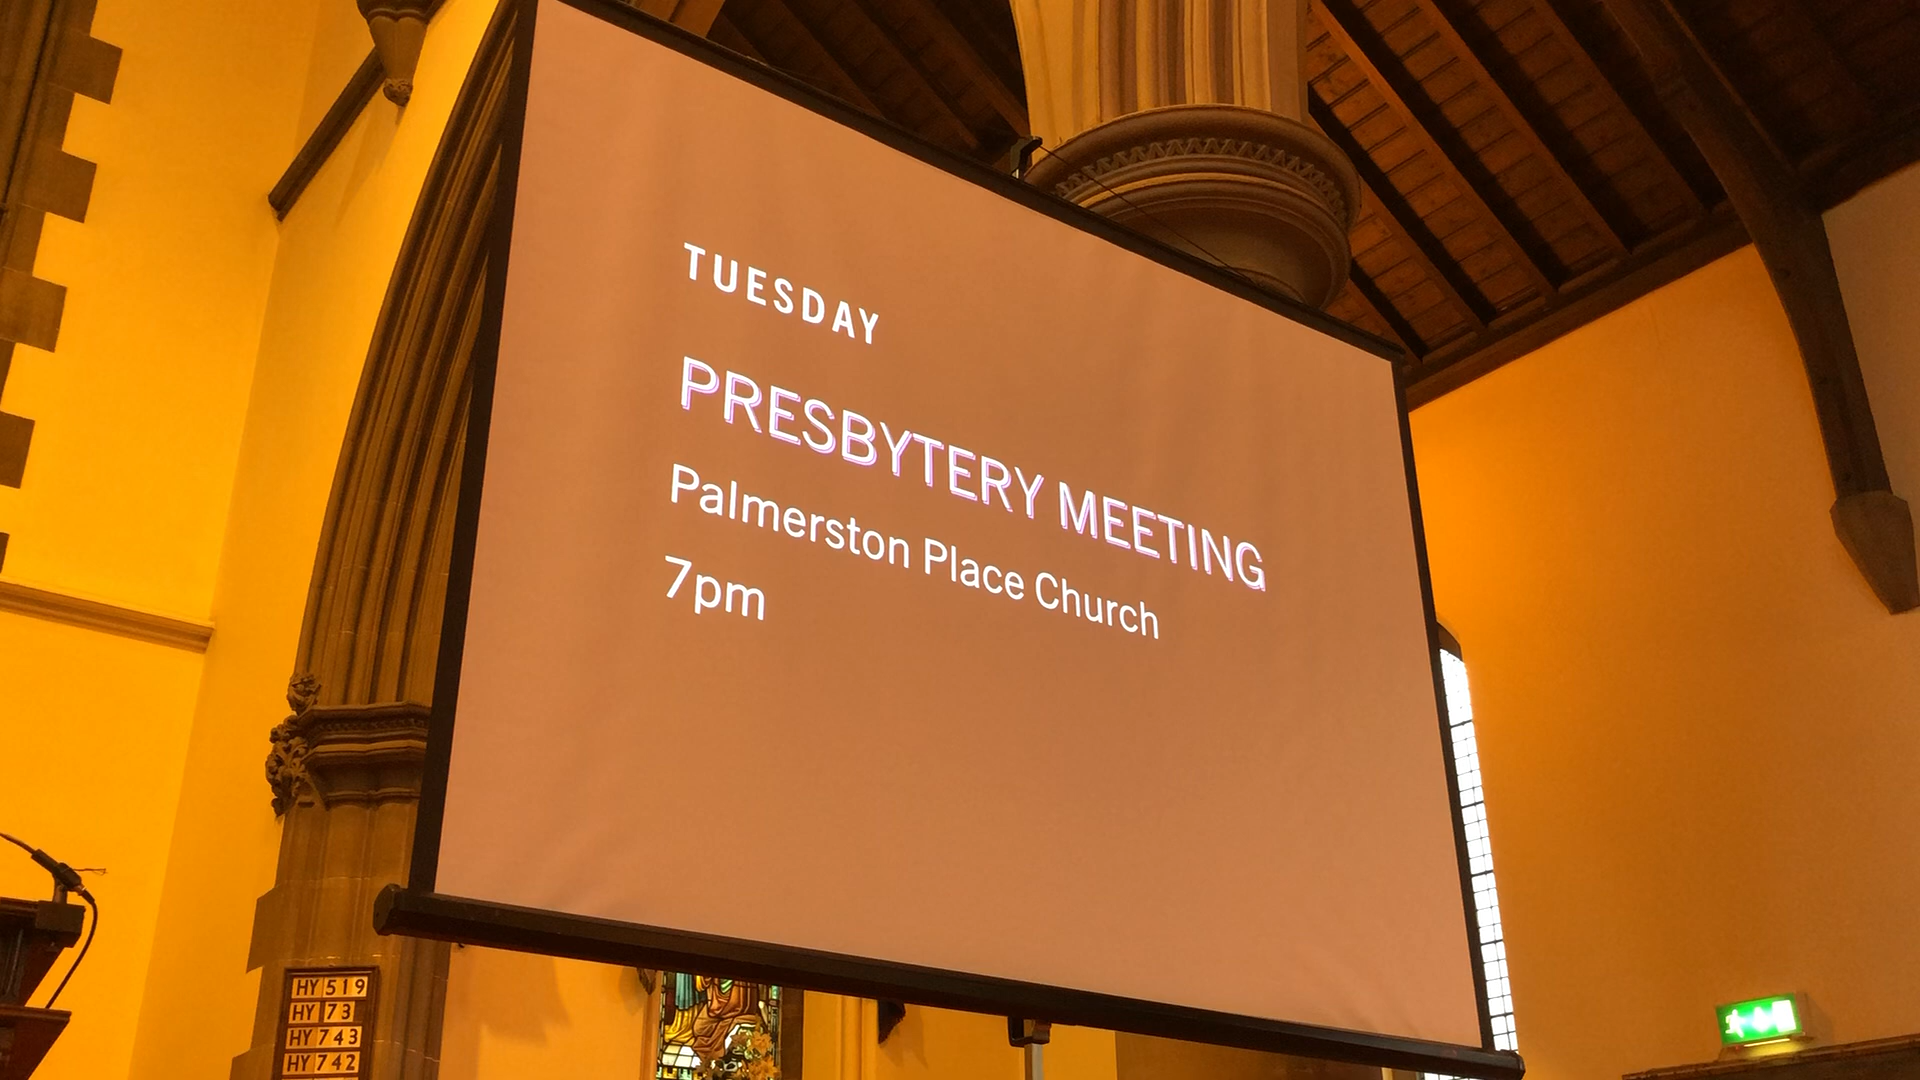 TUESDAY
PRESBYTERY MEETING
Palmerston Place Church
7pm
HY 519
HY 73
HY 743
HY 742